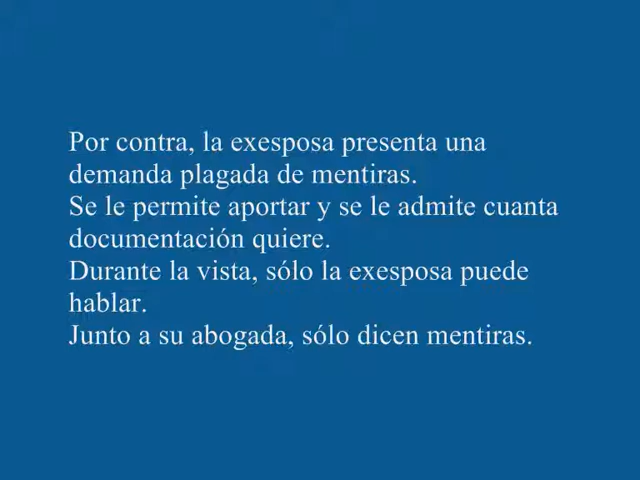 Por contra, la exesposa presenta una
demanda plagada de mentiras.
Se le permite aportar y se le admite cuanta
documentación quiere.
Durante la vista, sólo la exesposa puede
hablar.
Junto a su abogada, sólo dicen mentiras.